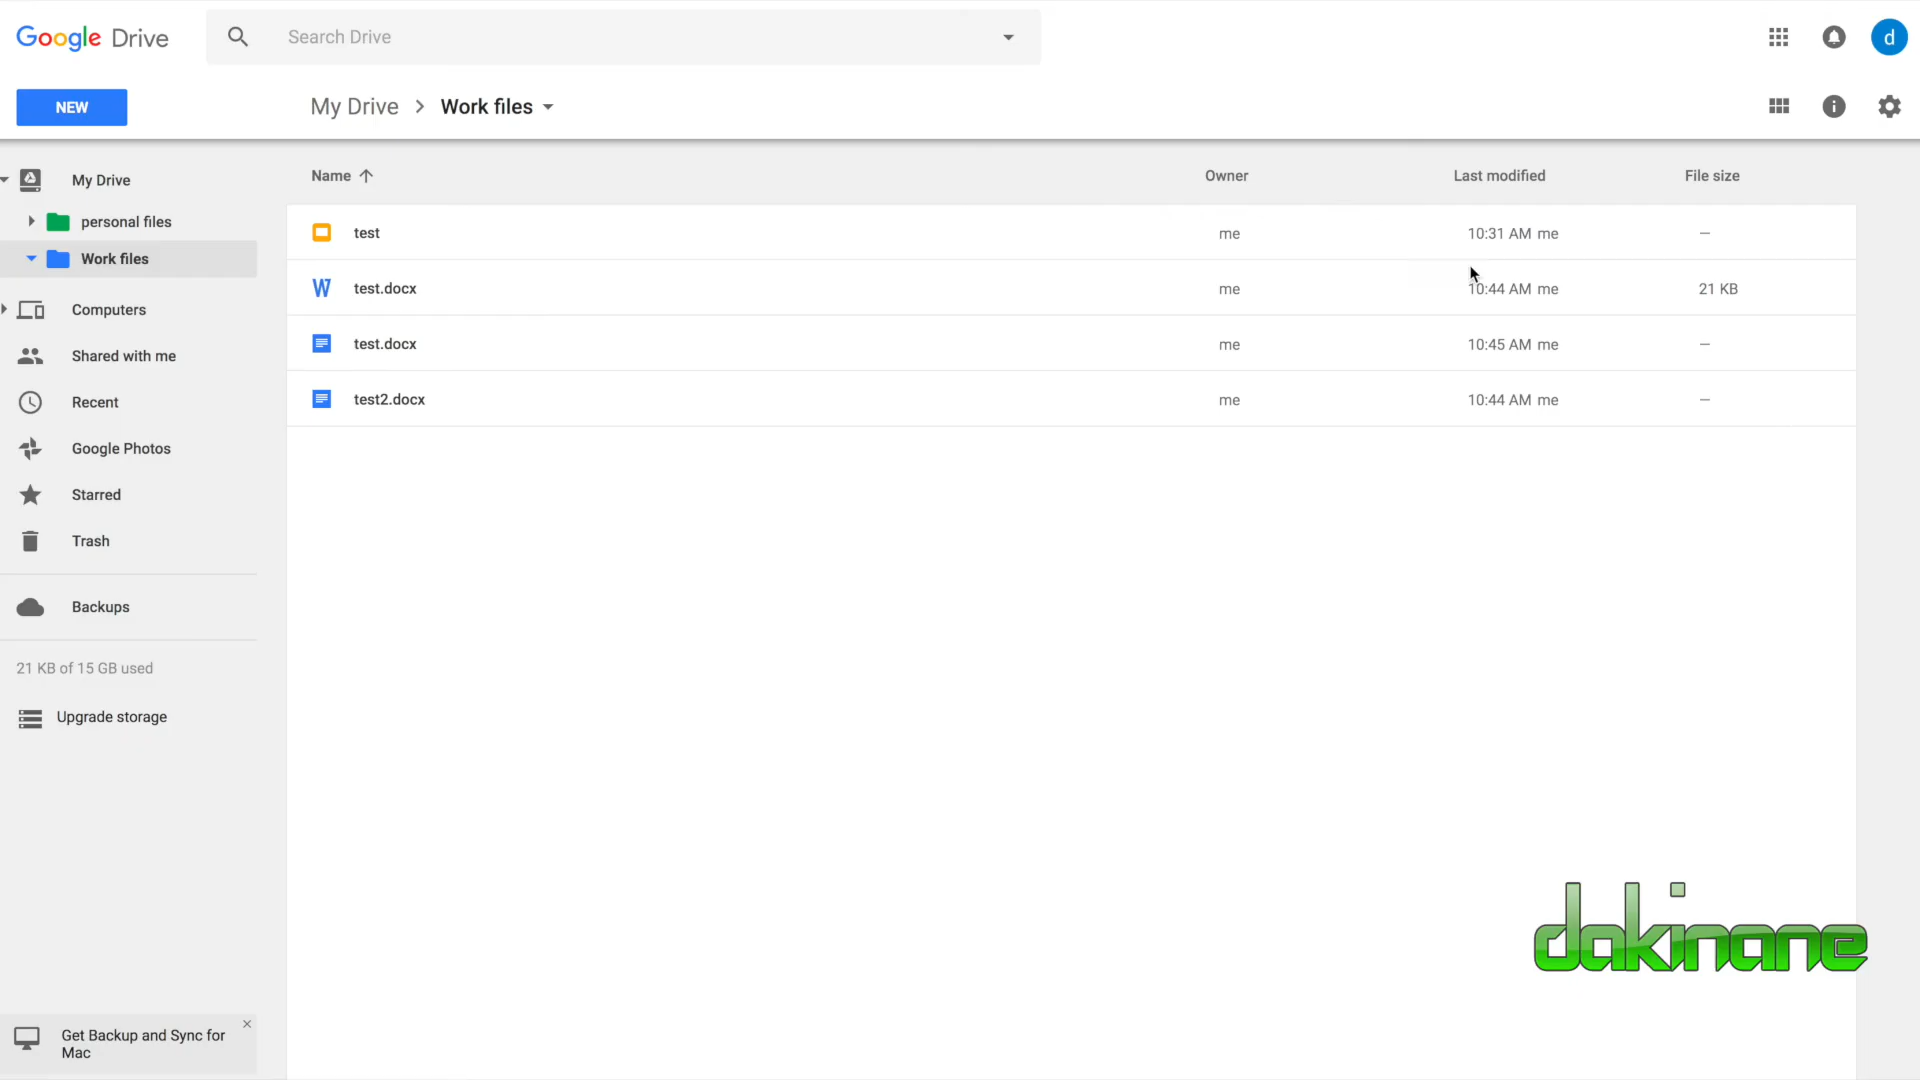 Google Drive
Search Drive
d
NEW
My Drive > Work files
My Drive
personal files
Work files
Computers
Shared with me
Recent
Google Photos
Starred
Trash
Backups
21 KB of 15 GB used
Upgrade storage
Get Backup and Sync for
Mac
Name Owner Last modified File size
test me 10:31 AM me —
W test.docx me 10:44 AM me 21 KB
test.docx me 10:45 AM me —
test2.docx me 10:44 AM me —
dakinane